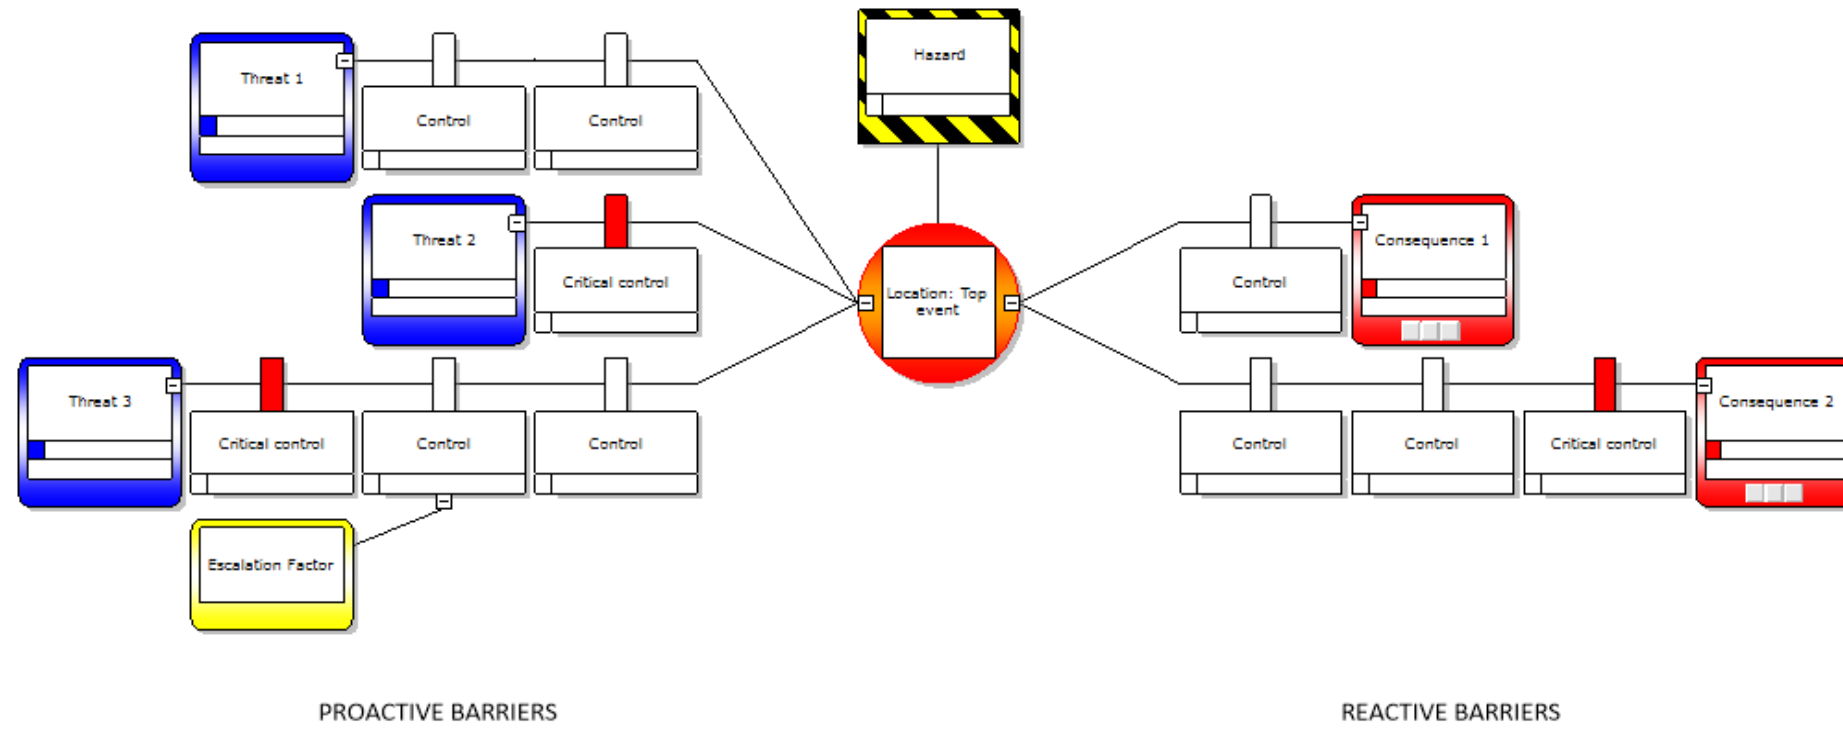 Hazard
Threat 1
Control
Control
Threat 2
Critical control
Location: Top
event
Control
Consequence 1
Threat 3
Critical control
Control
Control
Control
Control
Critical control
Consequence 2
Escalation Factor
PROACTIVE BARRIERS
REACTIVE BARRIERS